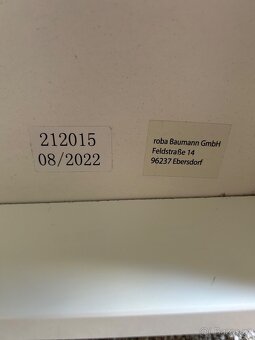 212015
08/2022
roba Baumann GmbH
Feldstraße 14
96237 Ebersdorf